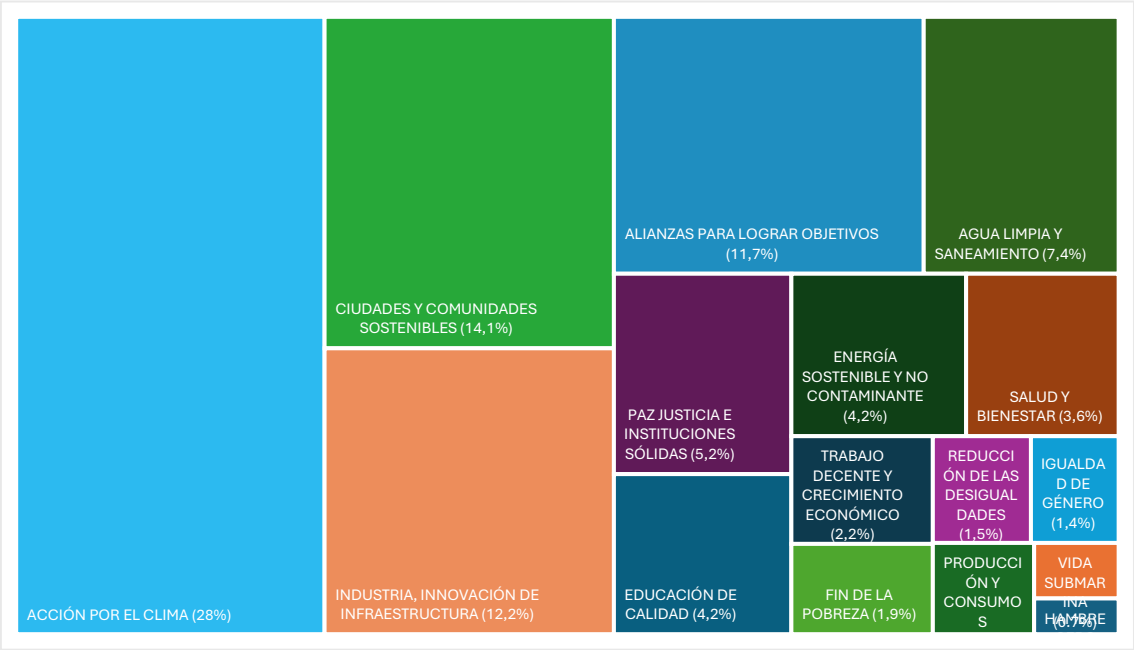 ACCIÓN POR EL CLIMA (28%)
CIUDADES Y COMUNIDADES
SOSTENIBLES (14,1%)
INDUSTRIA, INNOVACIÓN DE
INFRAESTRUCTURA (12,2%)
ALIANZAS PARA LOGRAR OBJETIVOS
(11,7%)
AGUA LIMPIA Y
SANEAMIENTO (7,4%)
PAZ JUSTICIA E
INSTITUCIONES
SÓLIDAS (5,2%)
EDUCACIÓN DE
CALIDAD (4,2%)
ENERGÍA
SOSTENIBLE Y NO
CONTAMINANTE
(4,2%)
SALUD Y
BIENESTAR (3,6%)
TRABAJO
DECENTE Y
CRECIMIENTO
ECONÓMICO
(2,2%)
REDUCCI
ÓN DE LAS
DESIGUAL
DADES
(1,5%)
IGUALDA
D DE
GÉNERO
(1,4%)
FIN DE LA
POBREZA (1,9%)
PRODUCCI
ÓN Y
CONSUMO
S
VIDA
SUBMAR
INA
(0.7%)
HAMBRE